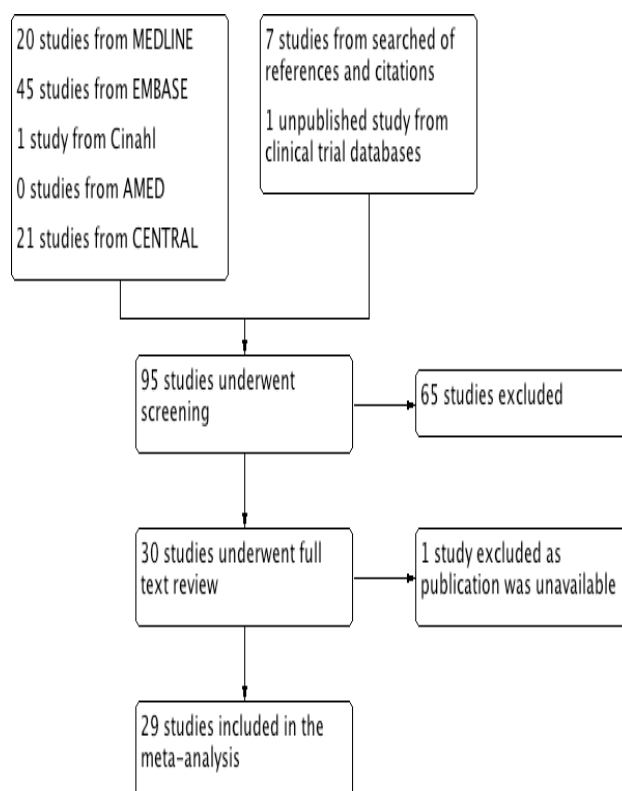 20 studies from MEDLINE
45 studies from EMBASE
1 study from Cinahl
0 studies from AMED
21 studies from CENTRAL
7 studies from searched of
references and citations
1 unpublished study from
clinical trial databases
95 studies underwent
screening
65 studies excluded
30 studies underwent full
text review
1 study excluded as
publication was unavailable
29 studies included in the
meta-analysis